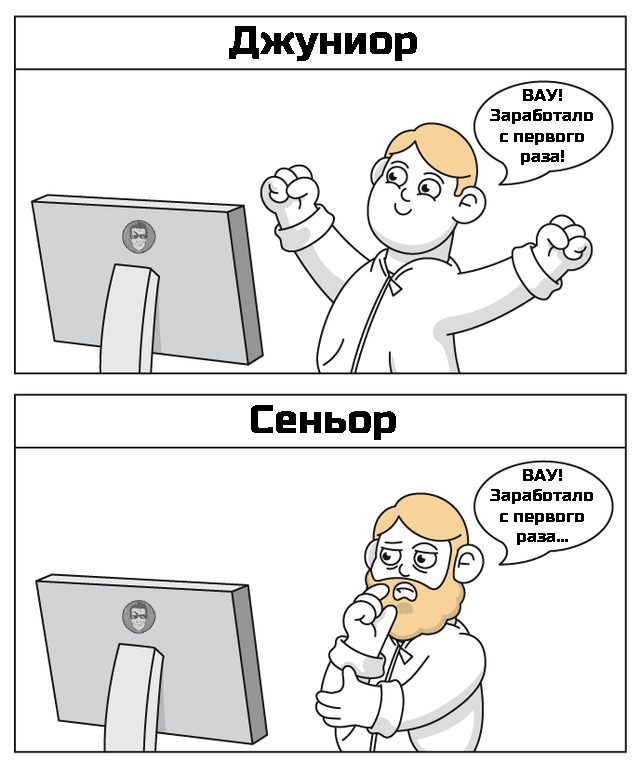 Джуниор
ВАУ!
Заработало
с первого
раза!
Сеньор
ВАУ!
Заработало
с первого
раза...